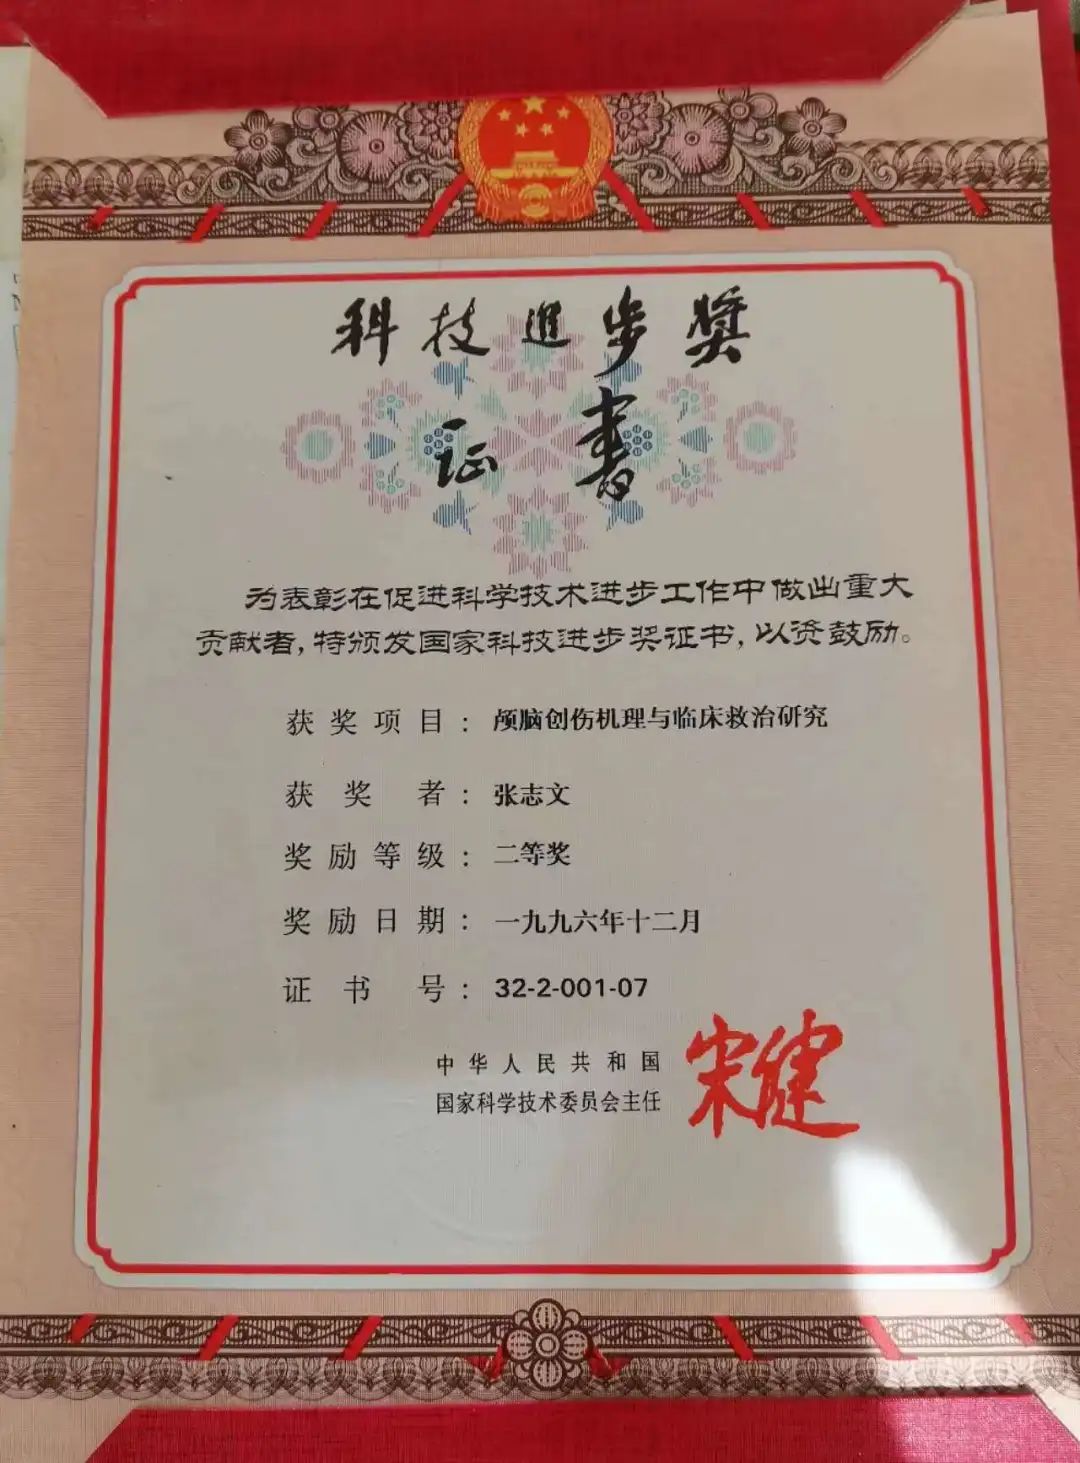 科技進步獎
证书
为表彰在促进科学技术进步工作中做出重大
贡献者，特颁发国家科技进步奖证书，以资鼓励。
获奖项目：颅脑创伤机理与临床救治研究
获奖者：张志文
奖励等级：二等奖
奖励日期：一九九六年十二月
证书号：32-2-001-07
中华人民共和国
国家科学技术委员会主任
宋健